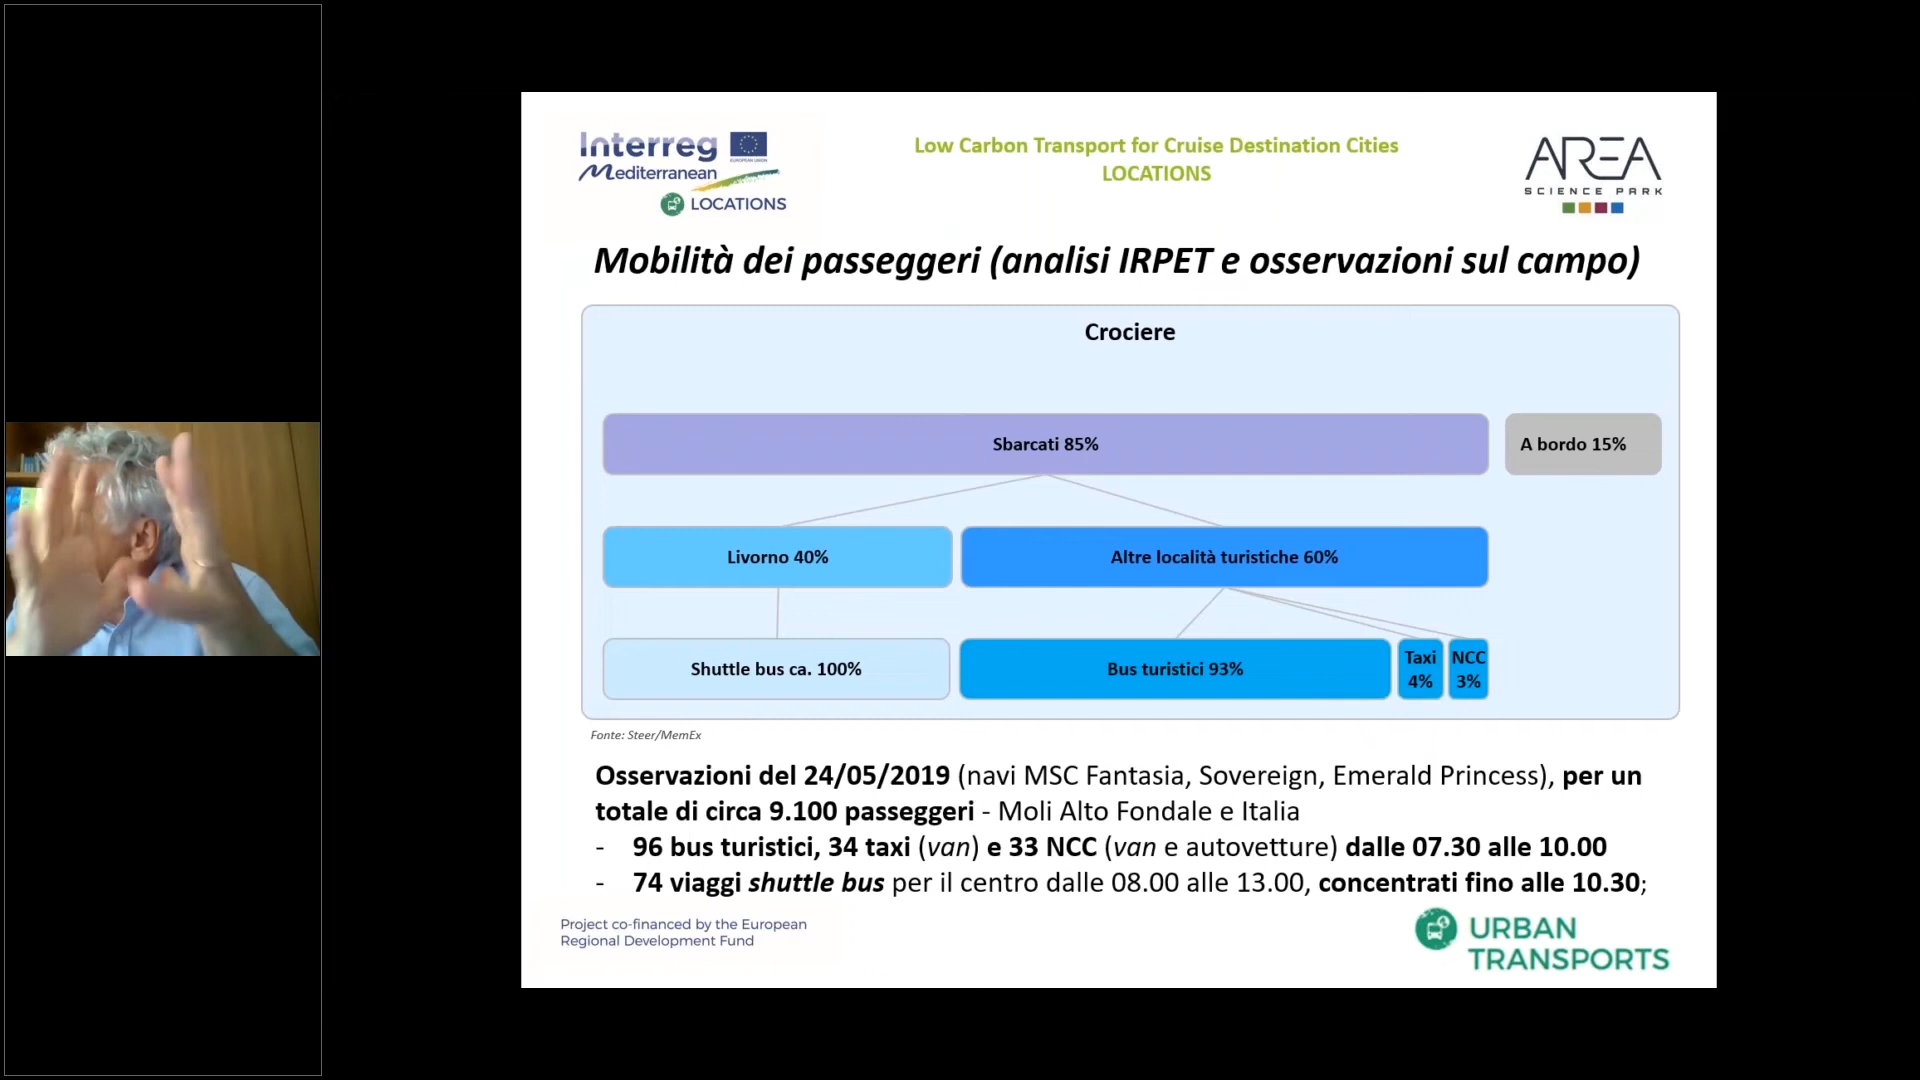 Interreg
EUROPEAN UNION
Mediterranean
LOCATIONS
Low Carbon Transport for Cruise Destination Cities
LOCATIONS
AREA
SCIENCE PARK
Mobilità dei passeggeri (analisi IRPET e osservazioni sul campo)
Crociere
Sbarcati 85%
A bordo 15%
Livorno 40%
Altre località turistiche 60%
Shuttle bus ca. 100%
Bus turistici 93%
Taxi
4%
NCC
3%
Fonte: Steer/MemEx
Osservazioni del 24/05/2019 (navi MSC Fantasia, Sovereign, Emerald Princess), per un
totale di circa 9.100 passeggeri - Moli Alto Fondale e Italia
- 96 bus turistici, 34 taxi (van) e 33 NCC (van e autovetture) dalle 07.30 alle 10.00
- 74 viaggi shuttle bus per il centro dalle 08.00 alle 13.00, concentrati fino alle 10.30;
Project co-financed by the European
Regional Development Fund
URBAN
TRANSPORTS